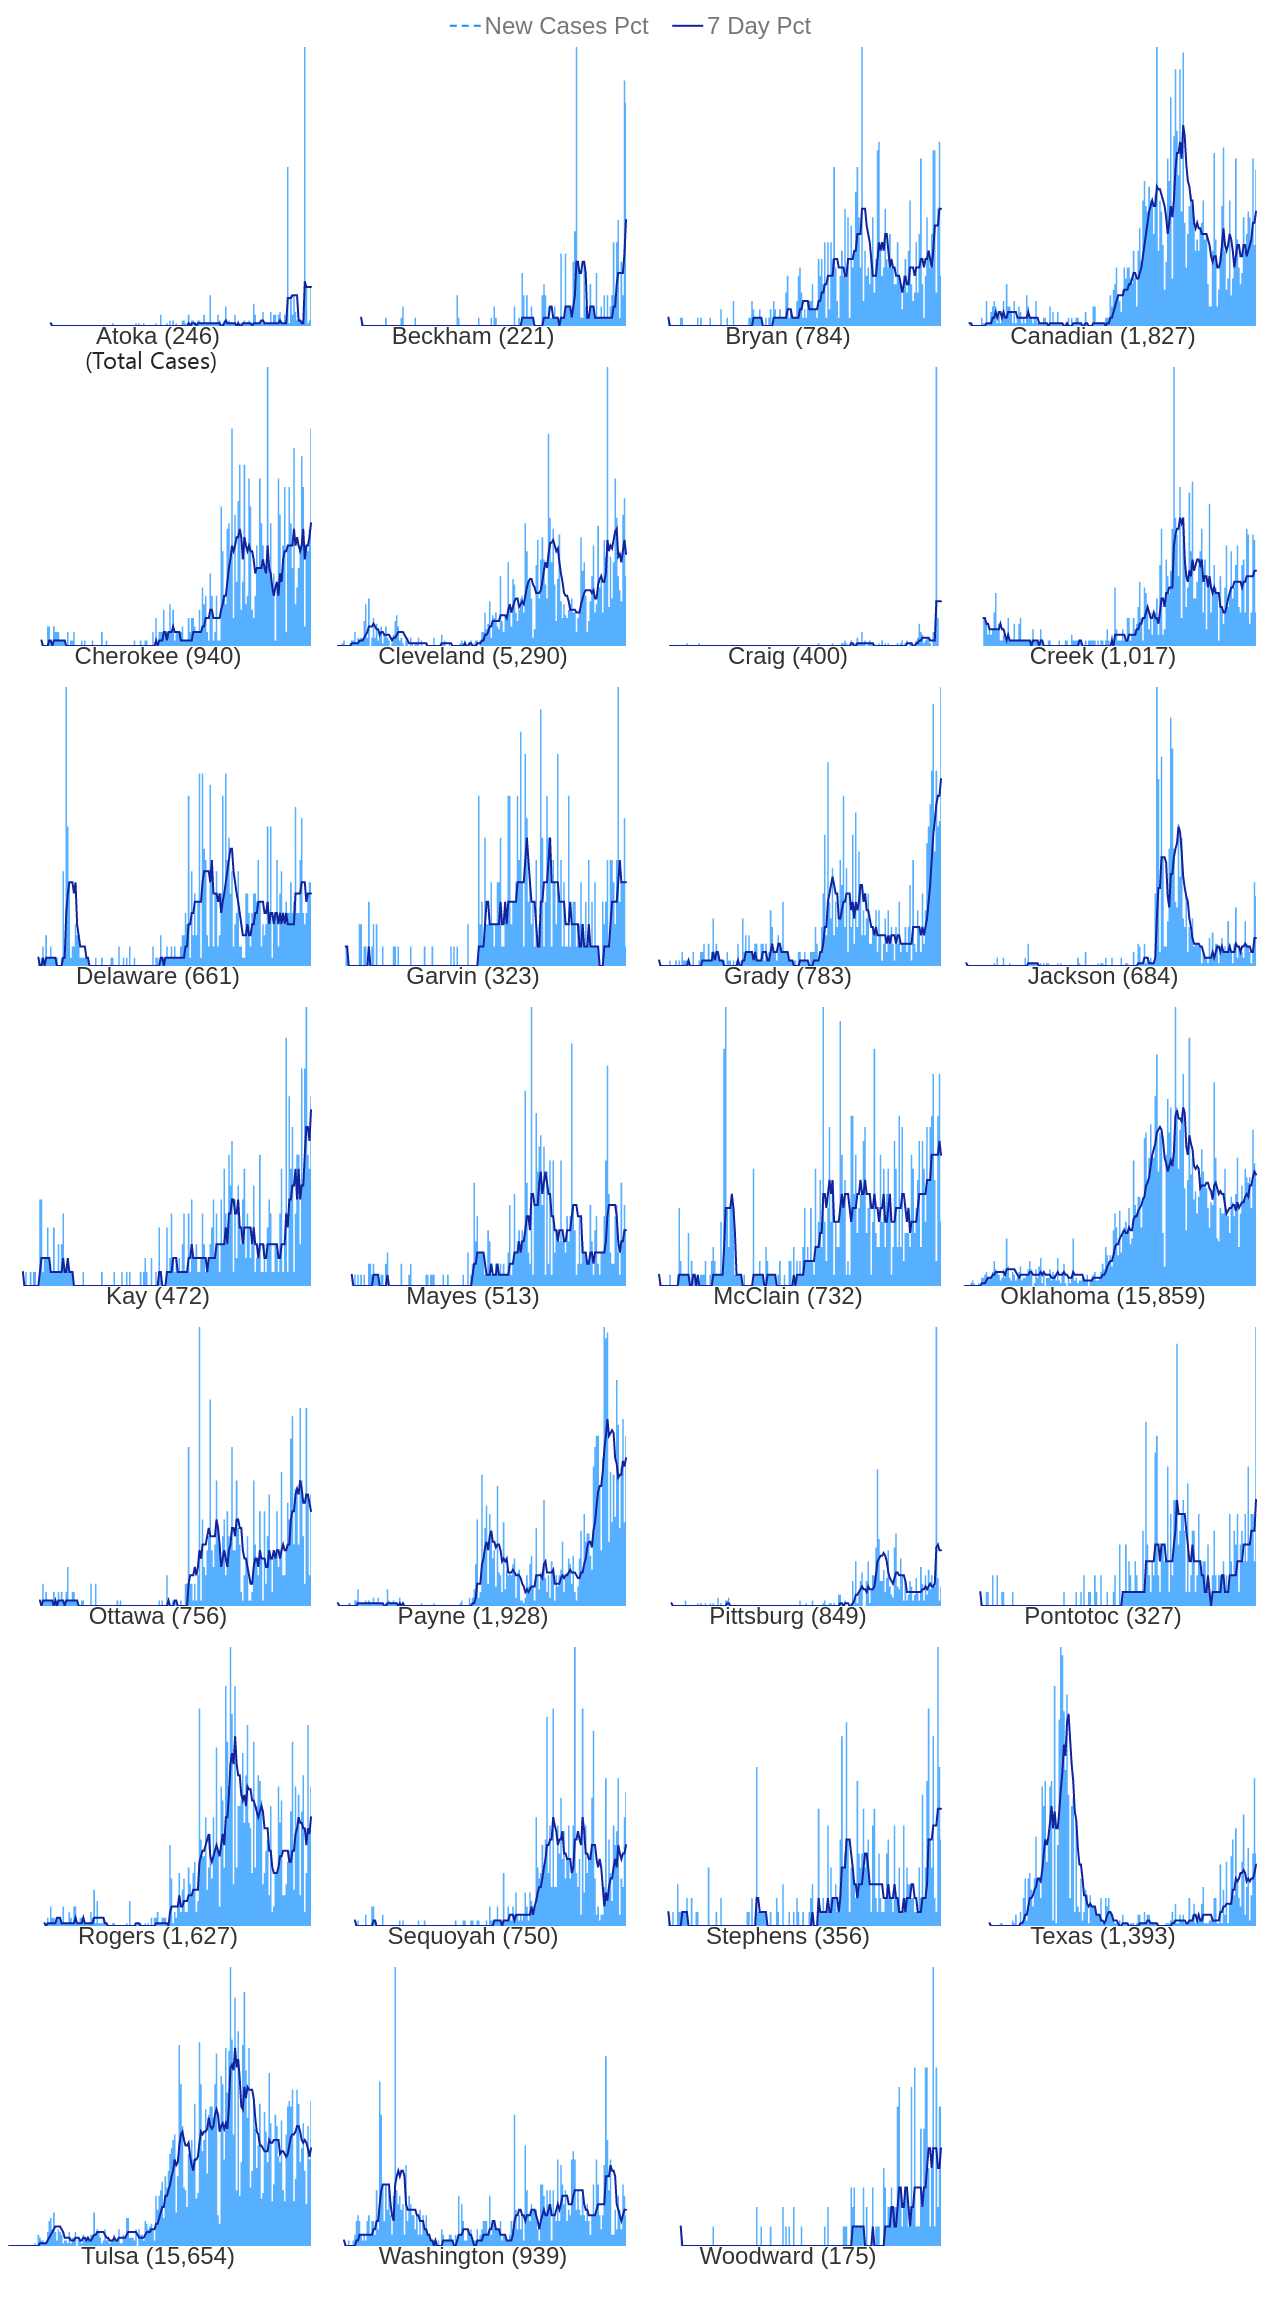 New Cases Pct 7 Day Pct
Atoka (246) Beckham (221) Bryan (784) Canadian (1,827)
(Total Cases)
Cherokee (940) Cleveland (5,290) Craig (400) Creek (1,017)
Delaware (661) Garvin (323) Grady (783) Jackson (684)
Kay (472) Mayes (513) McClain (732) Oklahoma (15,859)
Ottawa (756) Payne (1,928) Pittsburg (849) Pontotoc (327)
Rogers (1,627) Sequoyah (750) Stephens (356) Texas (1,393)
Tulsa (15,654) Washington (939) Woodward (175)